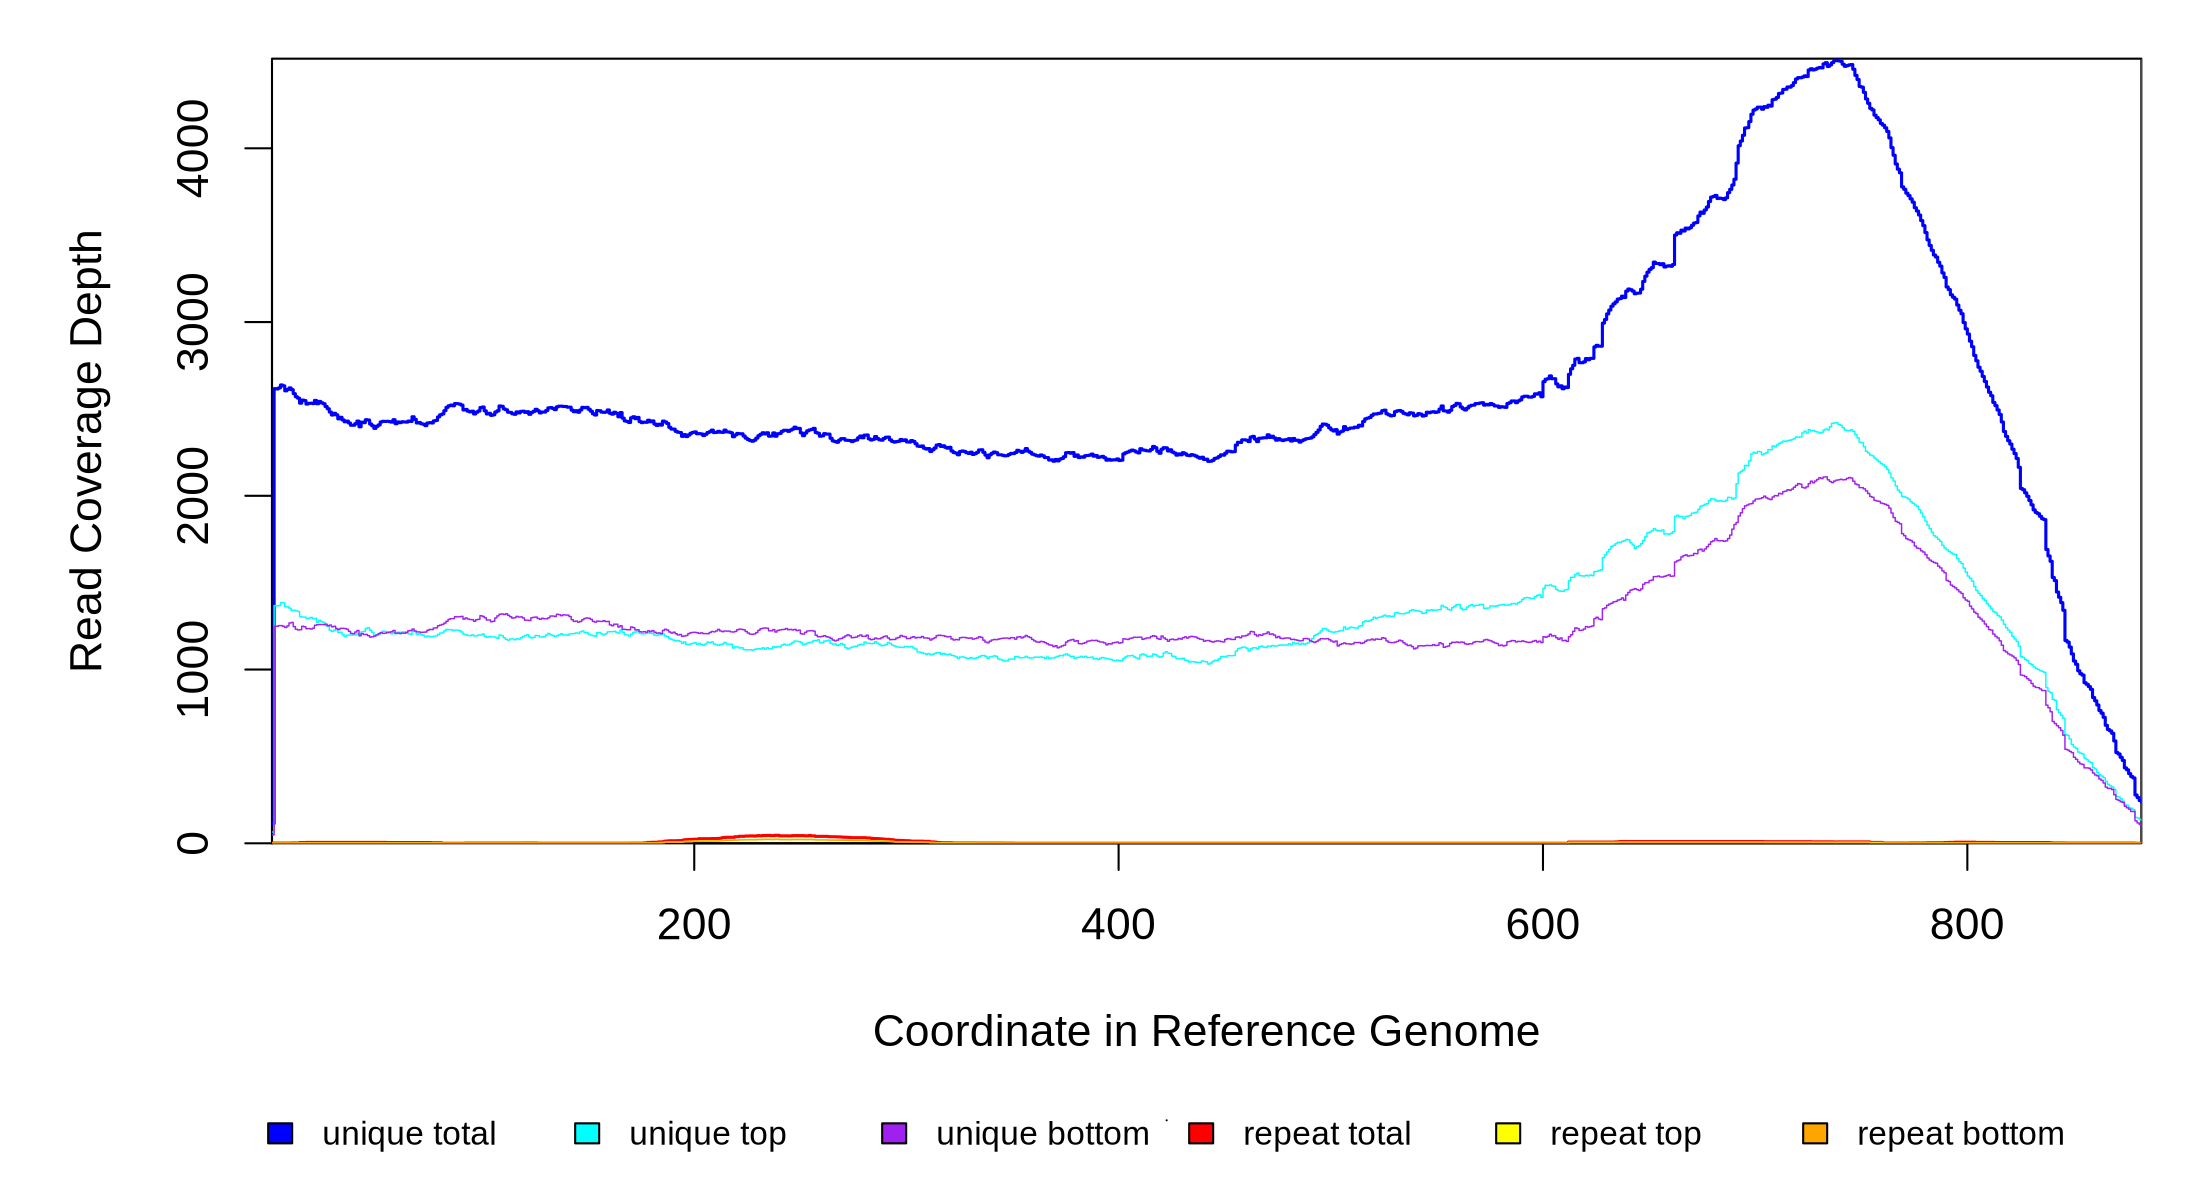 4000
3000
2000
1000
0
Read Coverage Depth
200 400 600 800
Coordinate in Reference Genome
unique total unique top unique bottom repeat total repeat top repeat bottom